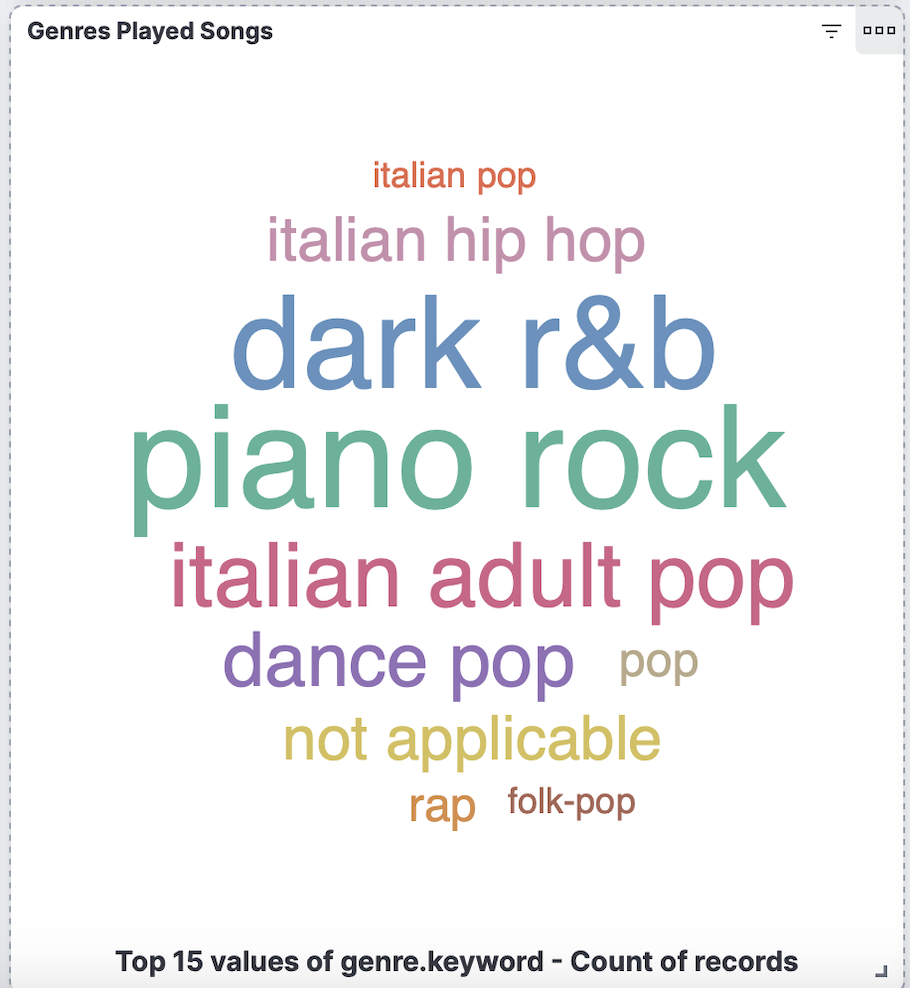 Genres Played Songs
italian pop
italian hip hop
dark r&b
piano rock
italian adult pop
dance pop pop
not applicable
rap folk-pop
Top 15 values of genre.keyword - Count of records